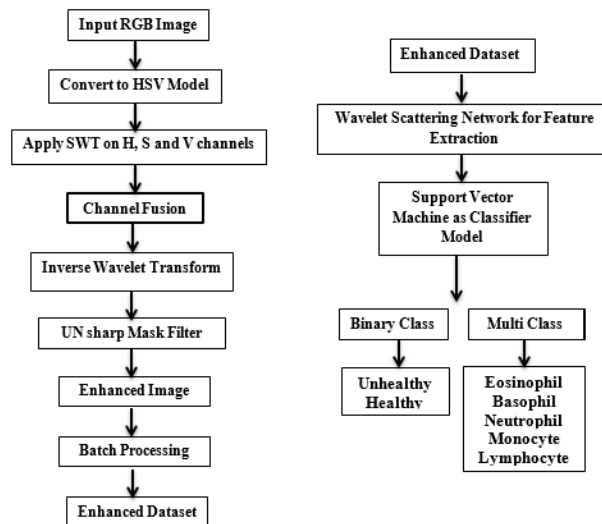 Input RGB Image
Convert to HSV Model
Apply SWT on H, S and V channels
Channel Fusion
Inverse Wavelet Transform
UN sharp Mask Filter
Enhanced Image
Batch Processing
Enhanced Dataset
Enhanced Dataset
Wavelet Scattering Network for Feature
Extraction
Support Vector
Machine as Classifier
Model
Binary Class
Multi Class
Unhealthy
Healthy
Eosinophil
Basophil
Neutrophil
Monocyte
Lymphocyte